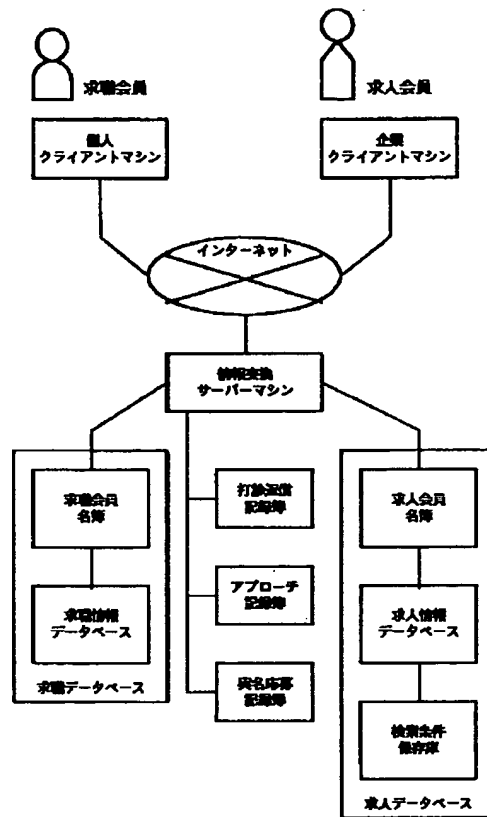 求職会員
求人会員
個人
クライアントマシン
企業
クライアントマシン
インターネット
情報交換
サーバーマシン
求職会員
名簿
打診返信
記録簿
求人会員
名簿
求職情報
データベース
アプローチ
記録簿
求人情報
データベース
求職データベース
匿名応募
記録簿
検索条件
保存庫
求人データベース